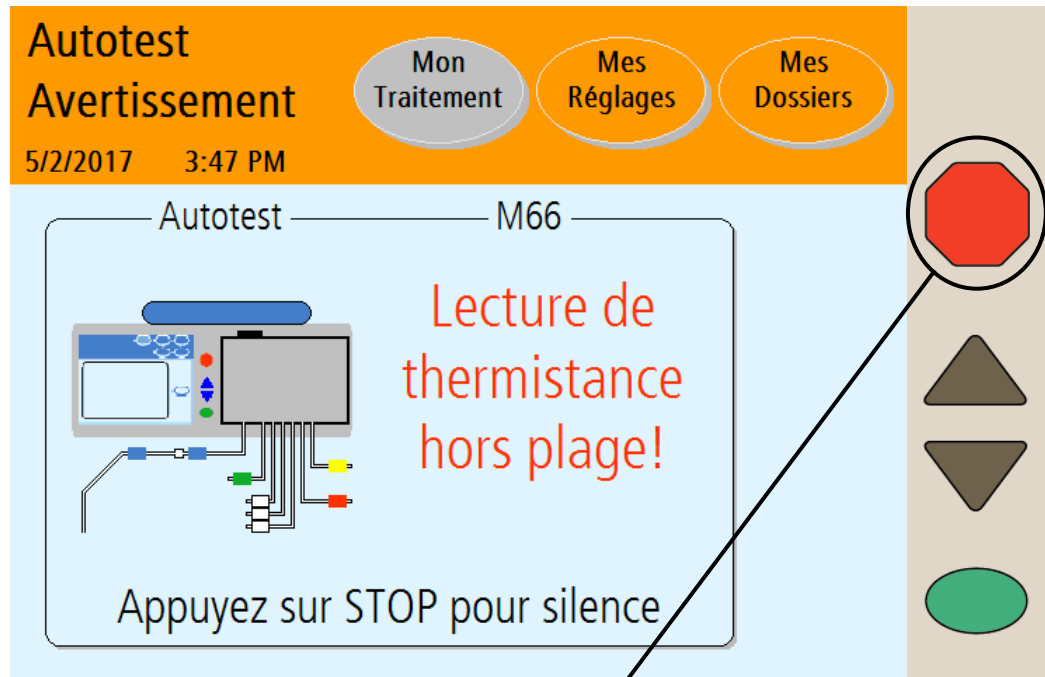 Autotest
Avertissement
5/2/2017 3:47 PM
Mon
Traitement
Mes
Réglages
Mes
Dossiers
Autotest M66
Lecture de
thermistance
hors plage!
Appuyez sur STOP pour silence